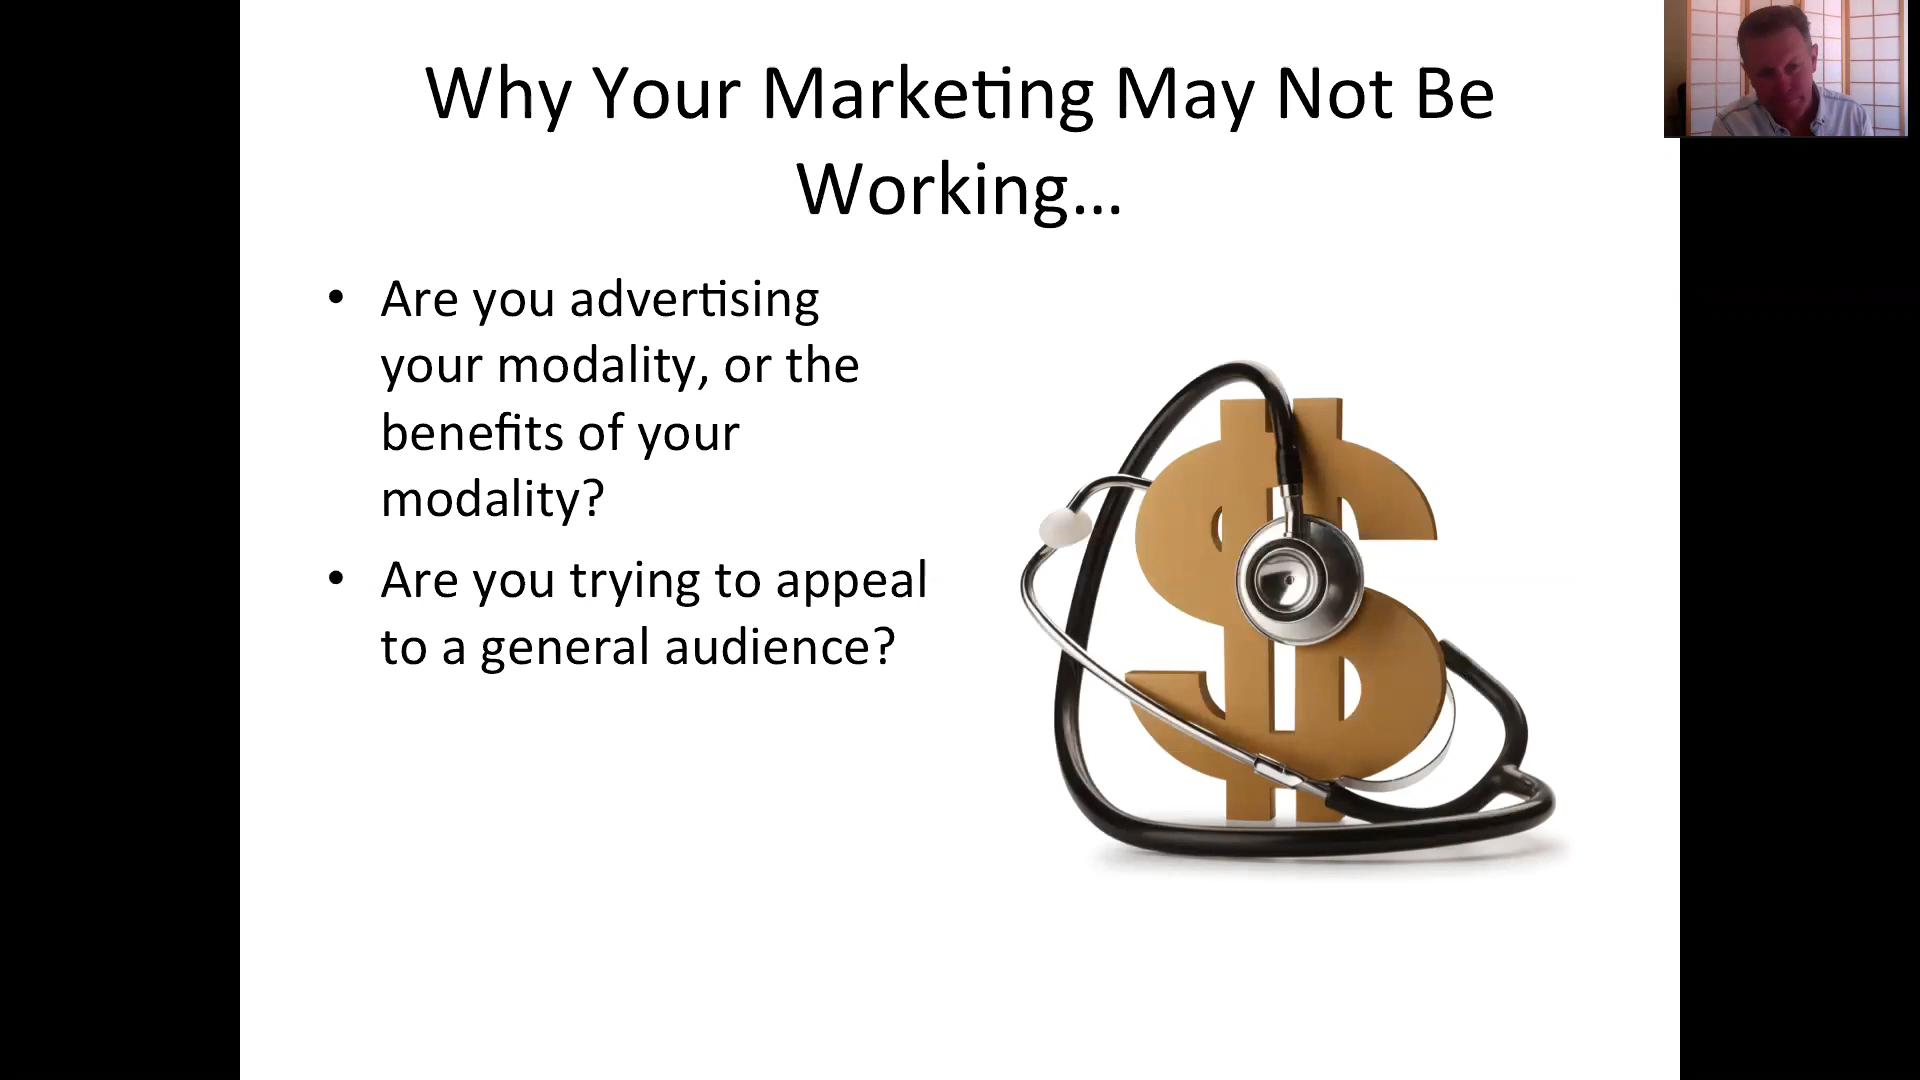 Why Your Marketing May Not Be
Working...
• Are you advertising
your modality, or the
benefits of your
modality?
• Are you trying to appeal
to a general audience?